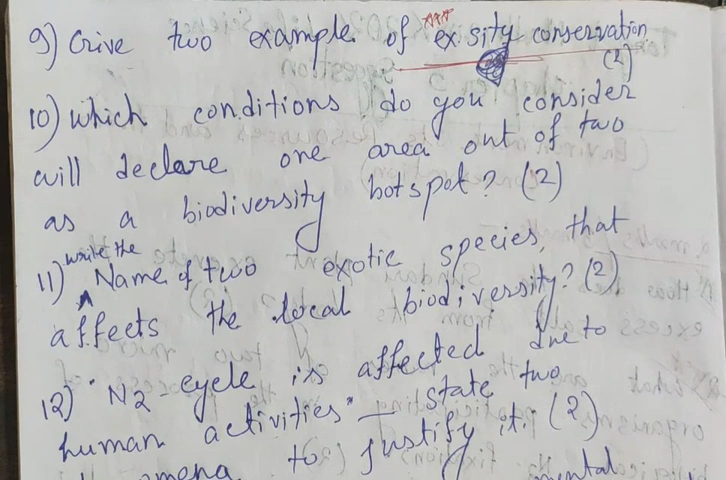 9) Give two example of ex situ conservation
(2)
10) which conditions do you consider
will declare one area out of two
as a biodiversity hotspot? (2)
write the
11) Name of two exotic species, that
affects the local biodiversity? (2)
12) "N2-cycle is affected due to
human activities" — state two
to justify it. (2)
mental